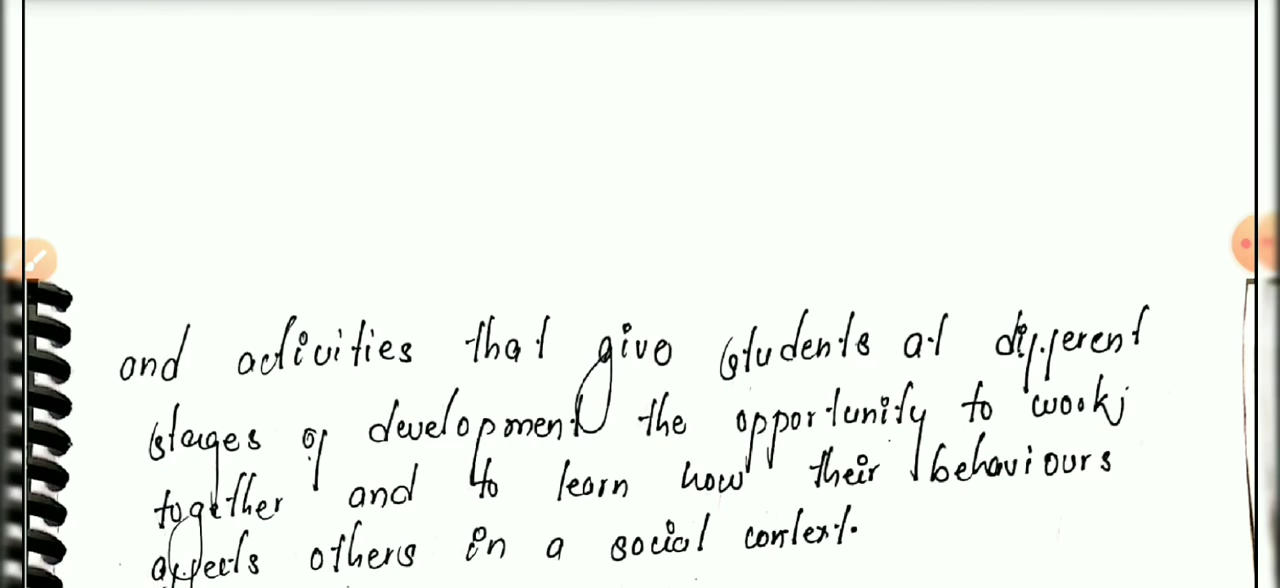 and activities that give students at different
stages of development the opportunity to work
together and to learn how their behaviours
affects others in a social context.